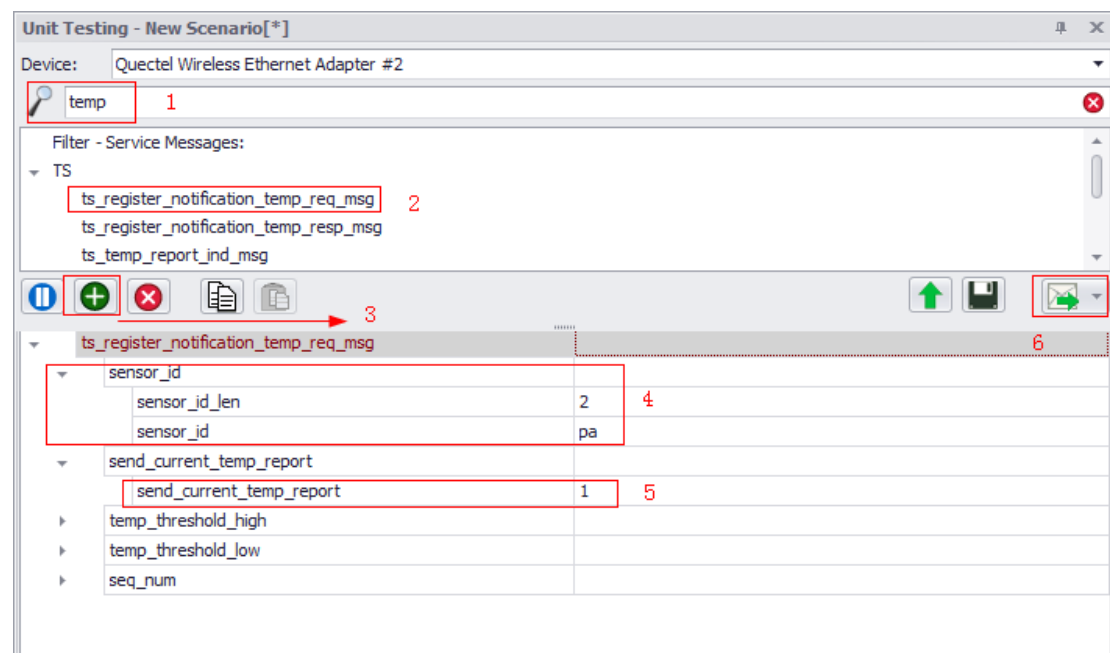 Unit Testing - New Scenario[*]
Device: Quectel Wireless Ethernet Adapter #2
temp 1
Filter - Service Messages:
TS
ts_register_notification_temp_req_msg 2
ts_register_notification_temp_resp_msg
ts_temp_report_ind_msg
3
ts_register_notification_temp_req_msg 6
sensor_id
sensor_id_len 2 4
sensor_id pa
send_current_temp_report
send_current_temp_report 1 5
temp_threshold_high
temp_threshold_low
seq_num